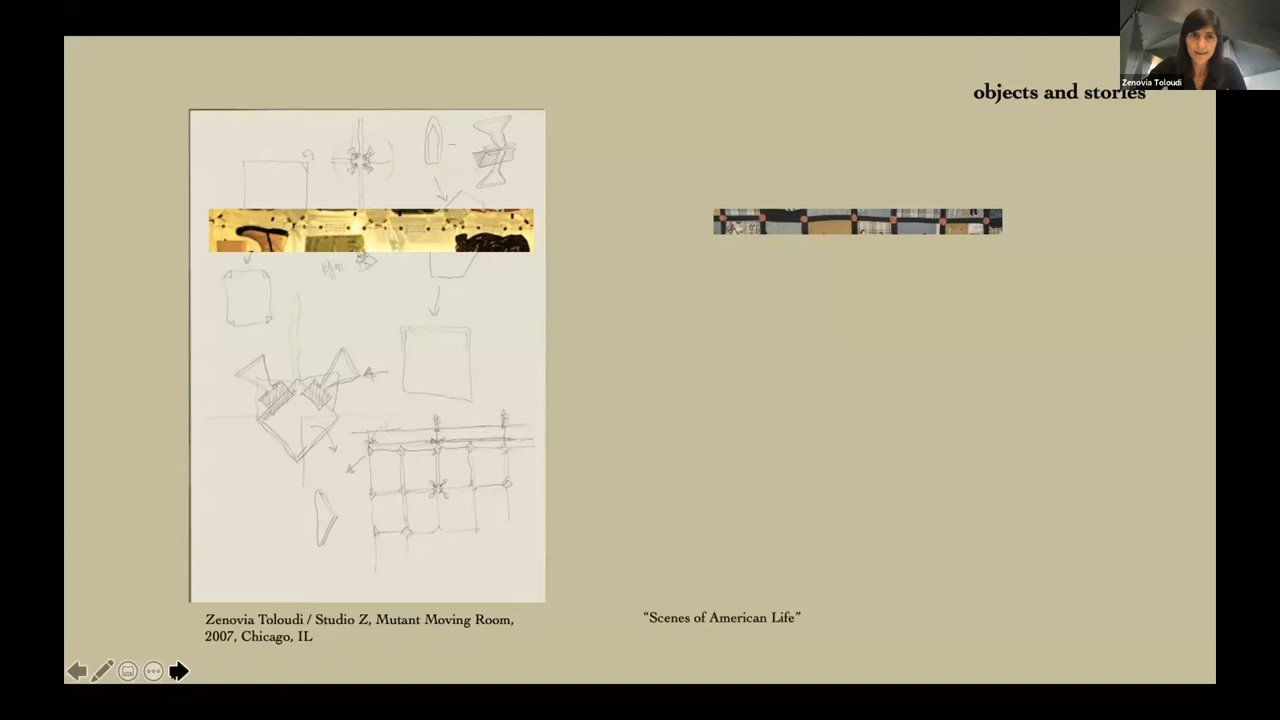 Zenovia Toloudi
objects and stories
Zenovia Toloudi / Studio Z, Mutant Moving Room,
2007, Chicago, IL
“Scenes of American Life”